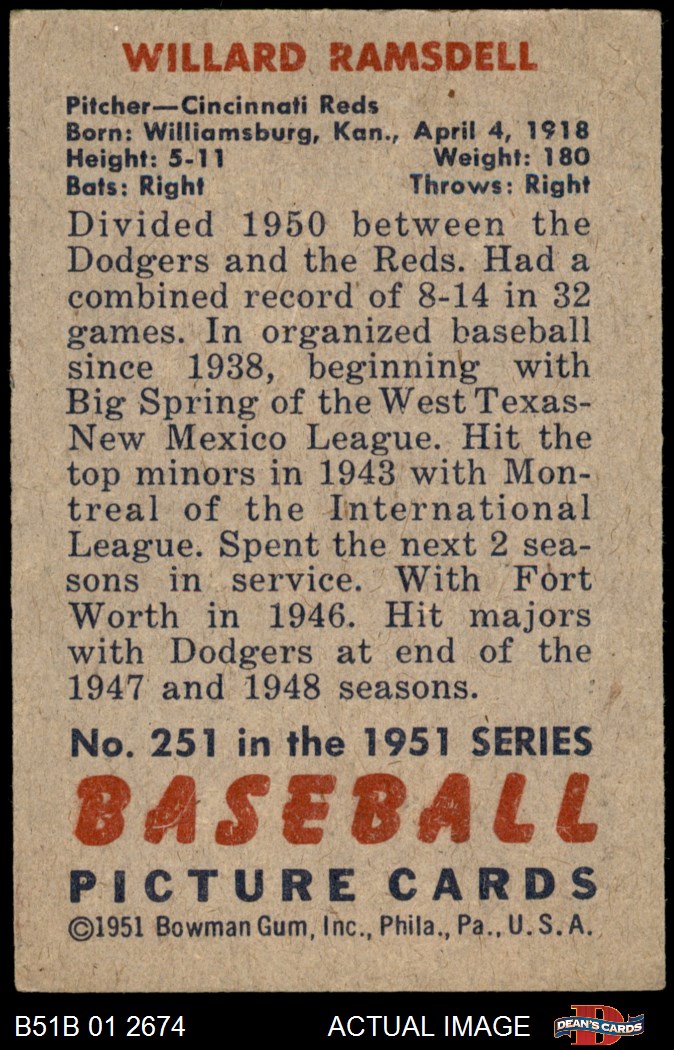 WILLARD RAMSDELL
Pitcher—Cincinnati Reds
Born: Williamsburg, Kan., April 4, 1918
Height: 5-11 Weight: 180
Bats: Right Throws: Right
Divided 1950 between the
Dodgers and the Reds. Had a
combined record of 8-14 in 32
games. In organized baseball
since 1938, beginning with
Big Spring of the West Texas-
New Mexico League. Hit the
top minors in 1943 with Mon-
treal of the International
League. Spent the next 2 sea-
sons in service. With Fort
Worth in 1946. Hit majors
with Dodgers at end of the
1947 and 1948 seasons.
No. 251 in the 1951 SERIES
BASEBALL
PICTURE CARDS
©1951 Bowman Gum, Inc., Phila., Pa., U.S.A.
B51B 01 2674 ACTUAL IMAGE D DEAN'S CARDS